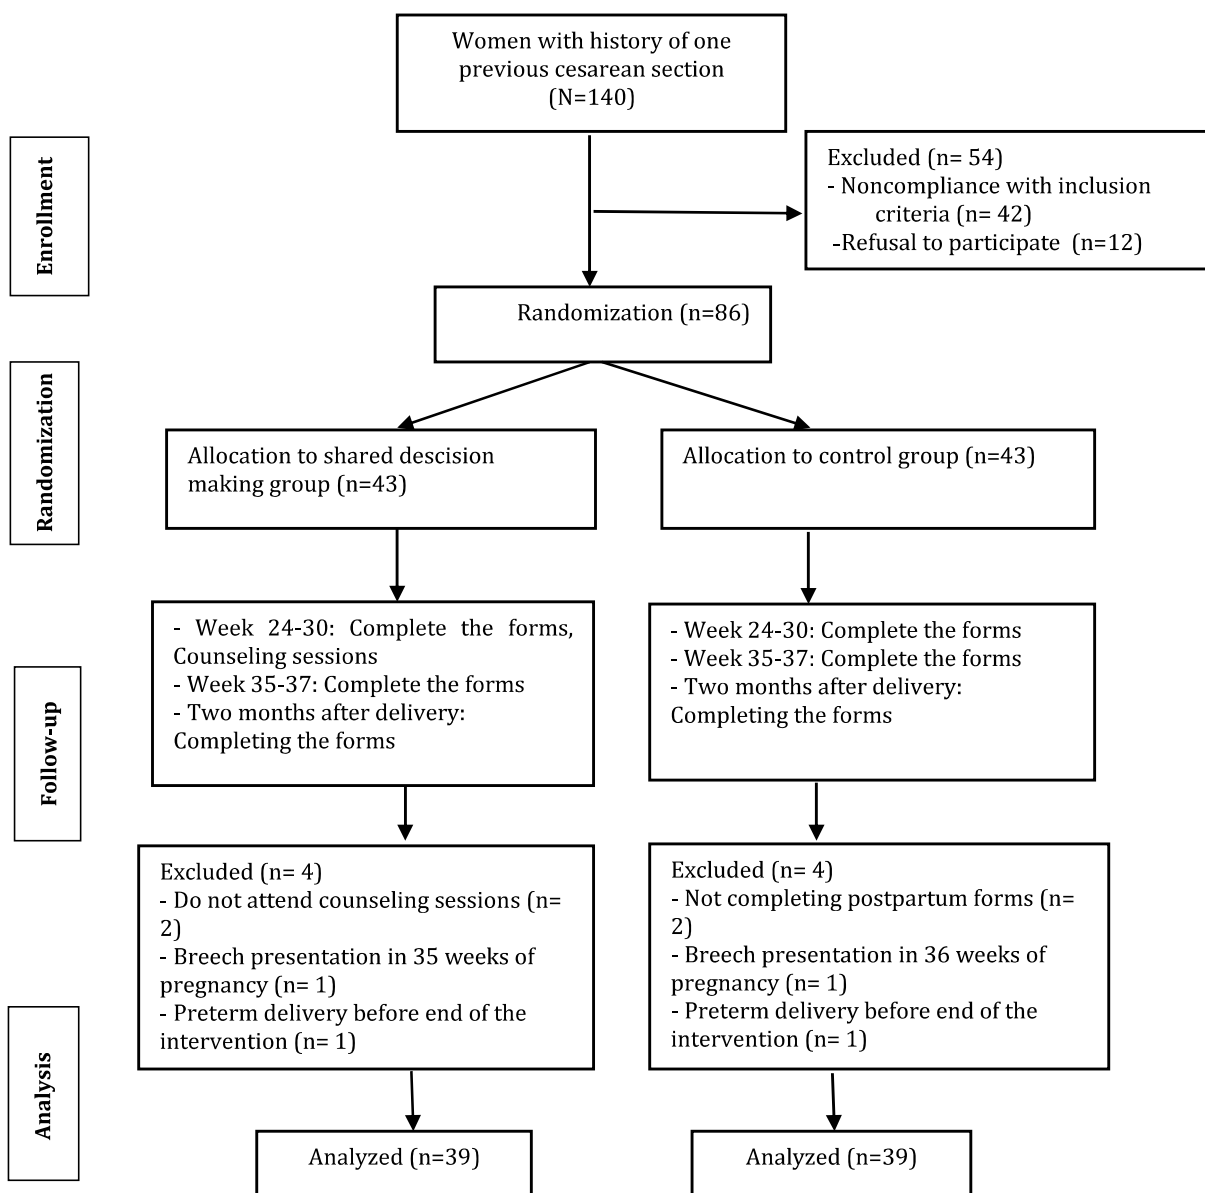 Women with history of one
previous cesarean section
(N=140)
Enrollment
Excluded (n= 54)
- Noncompliance with inclusion
criteria (n= 42)
-Refusal to participate (n=12)
Randomization (n=86)
Randomization
Allocation to shared descision
making group (n=43)
Allocation to control group (n=43)
Follow-up
- Week 24-30: Complete the forms,
Counseling sessions
- Week 35-37: Complete the forms
- Two months after delivery:
Completing the forms
- Week 24-30: Complete the forms
- Week 35-37: Complete the forms
- Two months after delivery:
Completing the forms
Excluded (n= 4)
- Do not attend counseling sessions (n=
2)
- Breech presentation in 35 weeks of
pregnancy (n= 1)
- Preterm delivery before end of the
intervention (n= 1)
Excluded (n= 4)
- Not completing postpartum forms (n=
2)
- Breech presentation in 36 weeks of
pregnancy (n= 1)
- Preterm delivery before end of the
intervention (n= 1)
Analysis
Analyzed (n=39)
Analyzed (n=39)